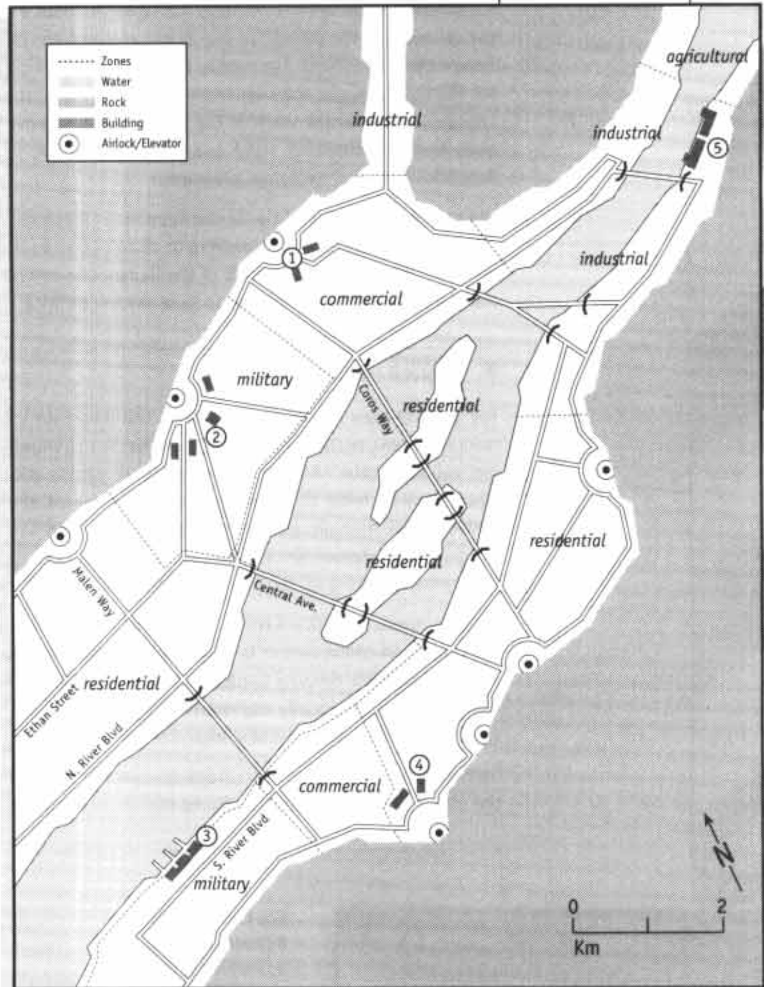 Zones
Water
Rock
Building
Airlock/Elevator
agricultural
industrial
industrial
5
industrial
1
commercial
military
Coros Way
residential
2
residential
residential
Central Ave.
Malen Way
residential
Ethan Street
N. River Blvd
4
commercial
3
S. River Blvd
military
N
0 2
Km